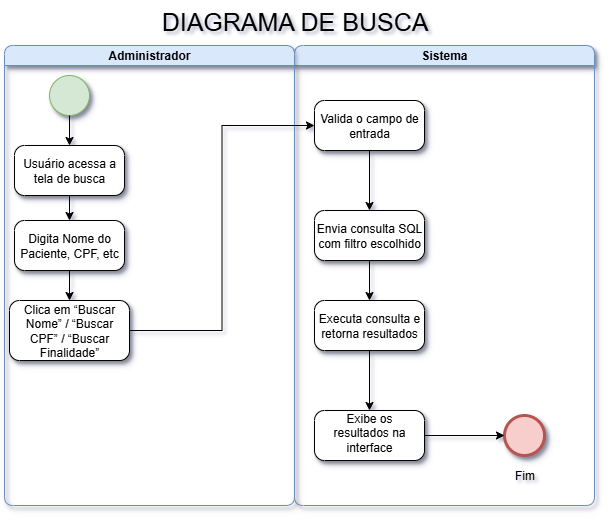 DIAGRAMA DE BUSCA
Administrador
Sistema
Usuário acessa a
tela de busca
Digita Nome do
Paciente, CPF, etc
Clica em “Buscar
Nome” / “Buscar
CPF” / “Buscar
Finalidade”
Valida o campo de
entrada
Envia consulta SQL
com filtro escolhido
Executa consulta e
retorna resultados
Exibe os
resultados na
interface
Fim